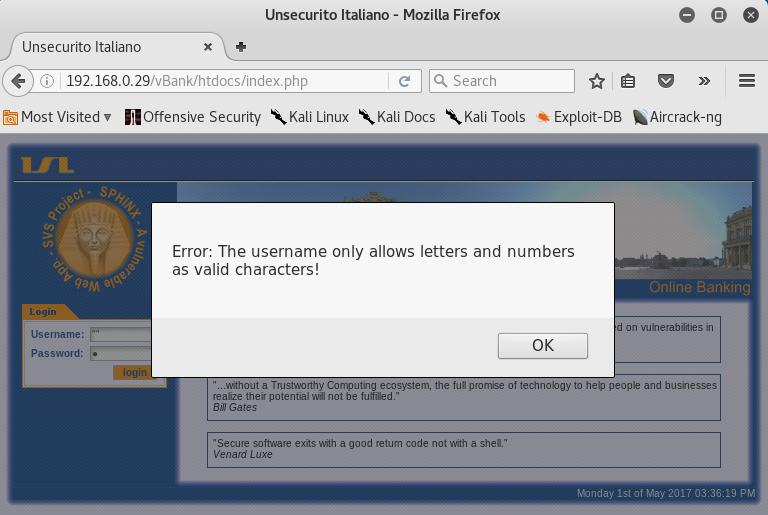 Unsecurito Italiano - Mozilla Firefox
Unsecurito Italiano
192.168.0.29/vBank/htdocs/index.php
Search
Most Visited
Offensive Security
Kali Linux
Kali Docs
Kali Tools
Exploit-DB
Aircrack-ng
ISL
SVS Project - SPHINX - A vulnerable Web App -
Online Banking
Login
Username: ""
Password:
login
Error: The username only allows letters and numbers
as valid characters!
OK
ed on vulnerabilities in
"...without a Trustworthy Computing ecosystem, the full promise of technology to help people and businesses
realize their potential will not be fulfilled."
Bill Gates
"Secure software exits with a good return code not with a shell."
Venard Luxe
Monday 1st of May 2017 03:36:19 PM